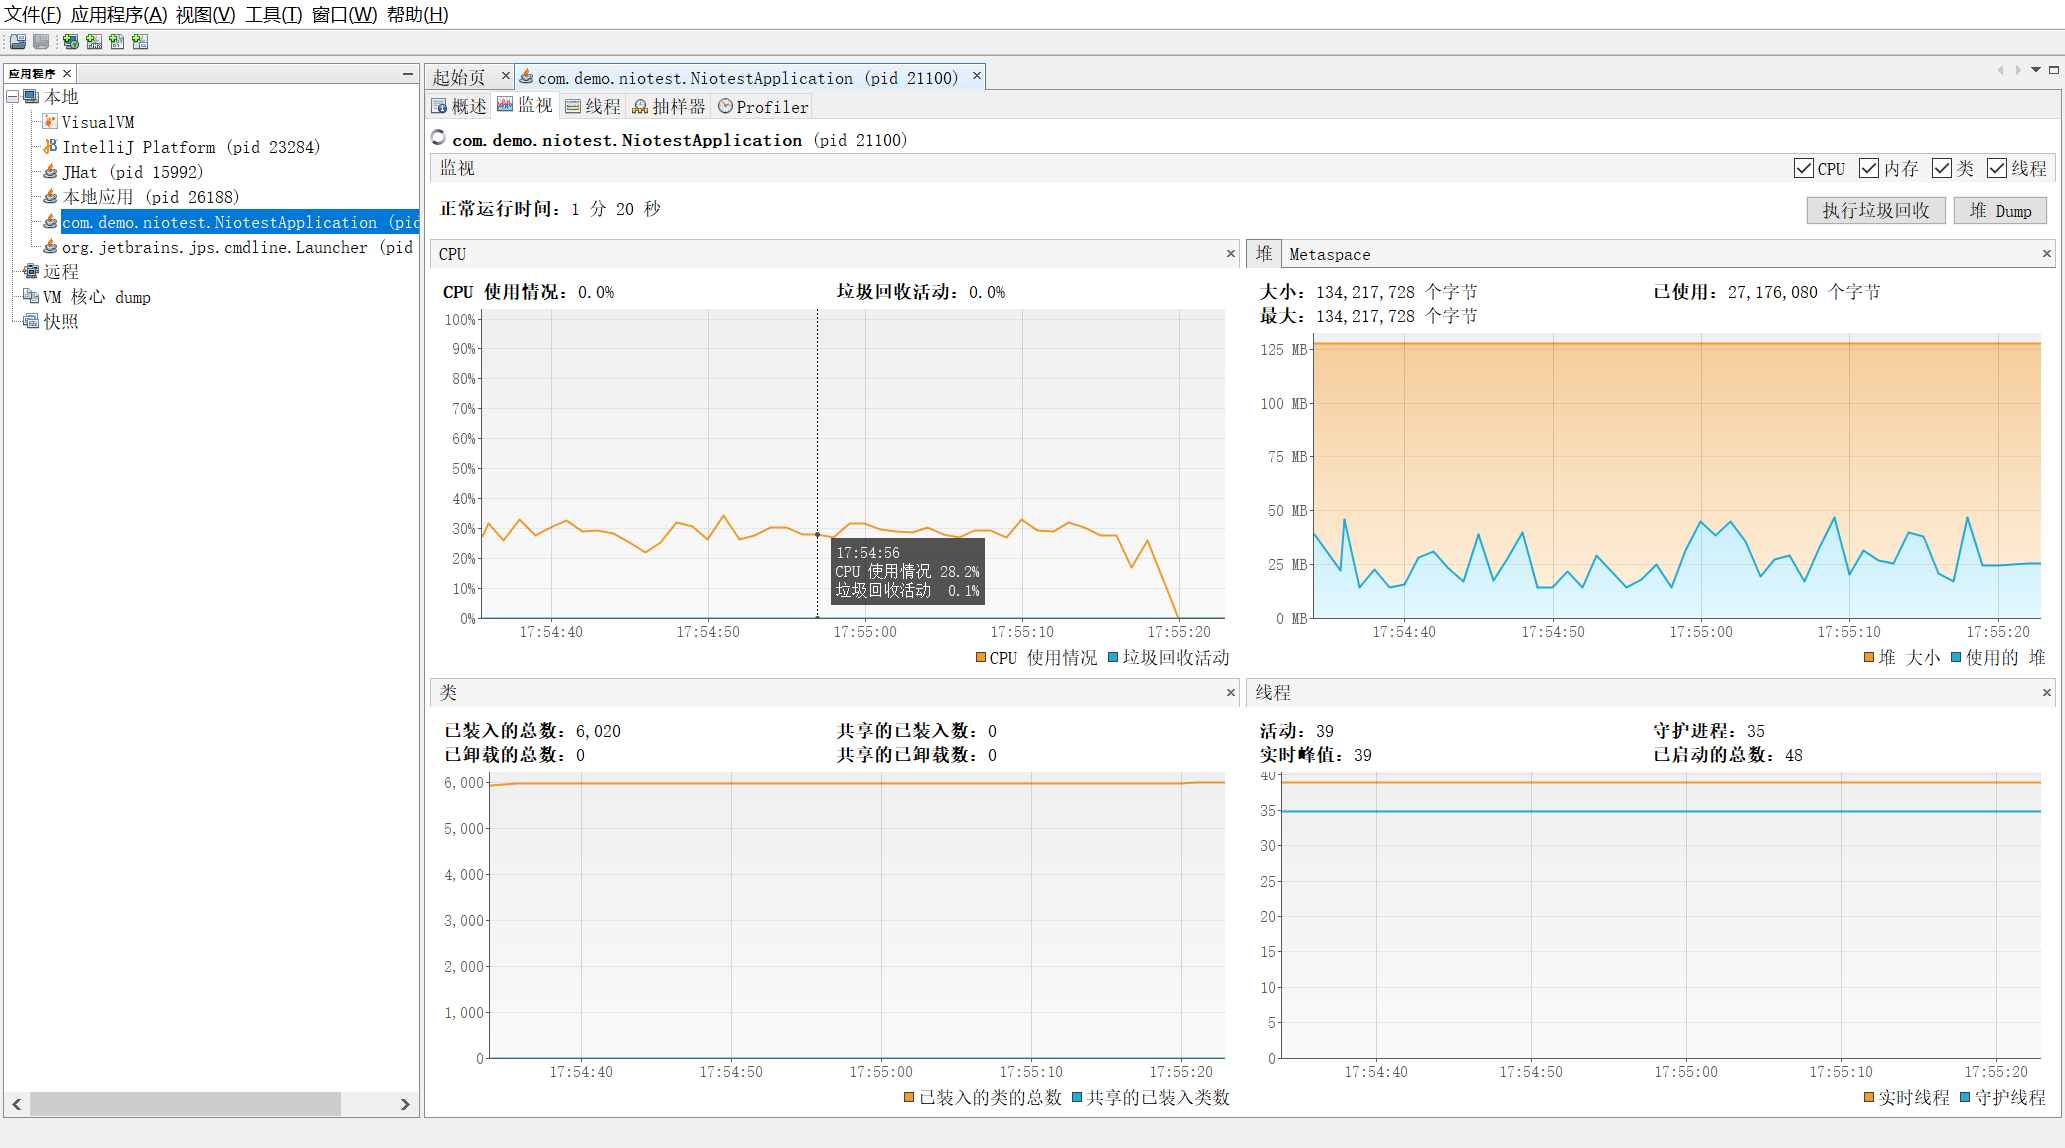 文件(F) 应用程序(A) 视图(V) 工具(T) 窗口(W) 帮助(H)
应用程序
本地
VisualVM
IntelliJ Platform (pid 23284)
JHat (pid 15992)
本地应用 (pid 26188)
com.demo.niotest.NiotestApplication (pid
org.jetbrains.jps.cmdline.Launcher (pid
远程
VM 核心 dump
快照
起始页 com.demo.niotest.NiotestApplication (pid 21100)
概述 监视 线程 抽样器 Profiler
com.demo.niotest.NiotestApplication (pid 21100)
监视 CPU 内存 类 线程
正常运行时间: 1 分 20 秒
执行垃圾回收 堆 Dump
CPU
CPU 使用情况: 0.0% 垃圾回收活动: 0.0%
100%
90%
80%
70%
60%
50%
40%
30%
20%
10%
0%
17:54:56
CPU 使用情况 28.2%
垃圾回收活动 0.1%
17:54:40 17:54:50 17:55:00 17:55:10 17:55:20
CPU 使用情况 垃圾回收活动
堆 Metaspace
大小: 134,217,728 个字节 已使用: 27,176,080 个字节
最大: 134,217,728 个字节
125 MB
100 MB
75 MB
50 MB
25 MB
0 MB
17:54:40 17:54:50 17:55:00 17:55:10 17:55:20
堆 大小 使用的 堆
类
已装入的总数: 6,020 共享的已装入数: 0
已卸载的总数: 0 共享的已卸载数: 0
6,000
5,000
4,000
3,000
2,000
1,000
0
17:54:40 17:54:50 17:55:00 17:55:10 17:55:20
已装入的类的总数 共享的已装入类数
线程
活动: 39 守护进程: 35
实时峰值: 39 已启动的总数: 48
40
35
30
25
20
15
10
5
0
17:54:40 17:54:50 17:55:00 17:55:10 17:55:20
实时线程 守护线程